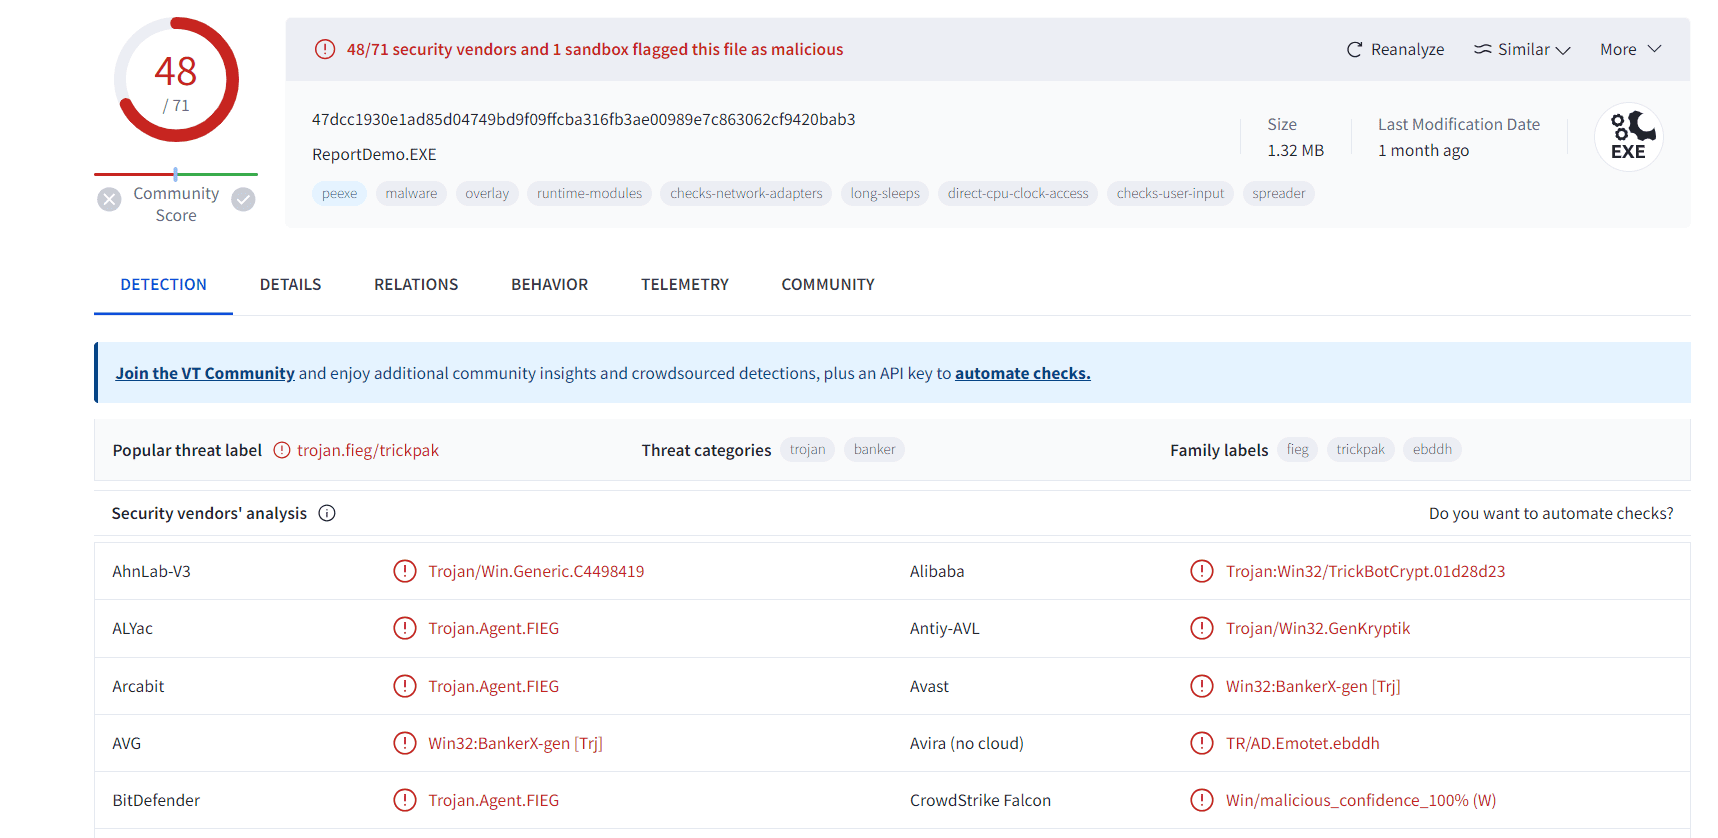 48
/ 71
Community
Score
48/71 security vendors and 1 sandbox flagged this file as malicious
Reanalyze
Similar
More
47dcc1930e1ad85d04749bd9f09ffcba316fb3ae00989e7c863062cf9420bab3
ReportDemo.EXE
Size
1.32 MB
Last Modification Date
1 month ago
EXE
peexe
malware
overlay
runtime-modules
checks-network-adapters
long-sleeps
direct-cpu-clock-access
checks-user-input
spreader
DETECTION
DETAILS
RELATIONS
BEHAVIOR
TELEMETRY
COMMUNITY
Join the VT Community and enjoy additional community insights and crowdsourced detections, plus an API key to automate checks.
Popular threat label trojan.fieg/trickpak
Threat categories trojan banker
Family labels fieg trickpak ebddh
Security vendors' analysis
Do you want to automate checks?
AhnLab-V3 Trojan/Win.Generic.C4498419
Alibaba Trojan:Win32/TrickBotCrypt.01d28d23
ALYac Trojan.Agent.FIEG
Antiy-AVL Trojan/Win32.GenKryptik
Arcabit Trojan.Agent.FIEG
Avast Win32:BankerX-gen [Trj]
AVG Win32:BankerX-gen [Trj]
Avira (no cloud) TR/AD.Emotet.ebddh
BitDefender Trojan.Agent.FIEG
CrowdStrike Falcon Win/malicious_confidence_100% (W)